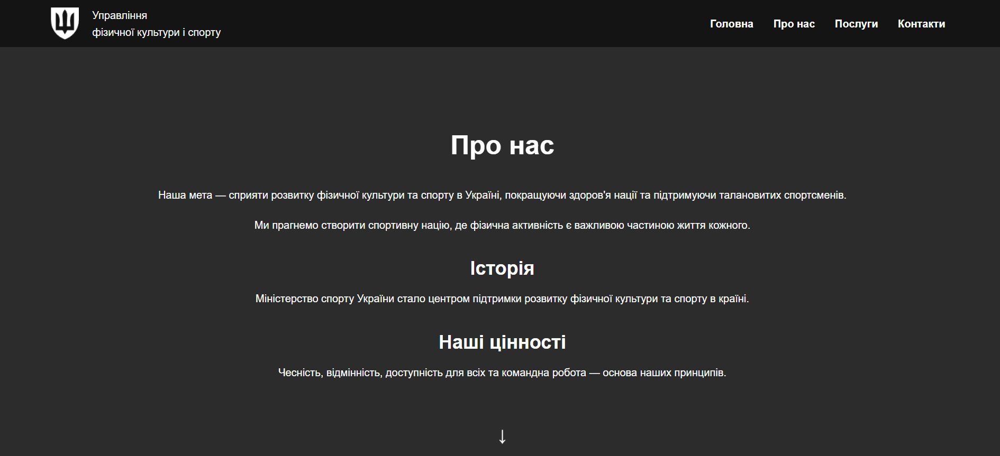 Управління
фізичної культури і спорту
Головна Про нас Послуги Контакти
Про нас
Наша мета — сприяти розвитку фізичної культури та спорту в Україні, покращуючи здоров'я нації та підтримуючи талановитих спортсменів.
Ми прагнемо створити спортивну націю, де фізична активність є важливою частиною життя кожного.
Історія
Міністерство спорту України стало центром підтримки розвитку фізичної культури та спорту в країні.
Наші цінності
Чесність, відмінність, доступність для всіх та командна робота — основа наших принципів.
↓